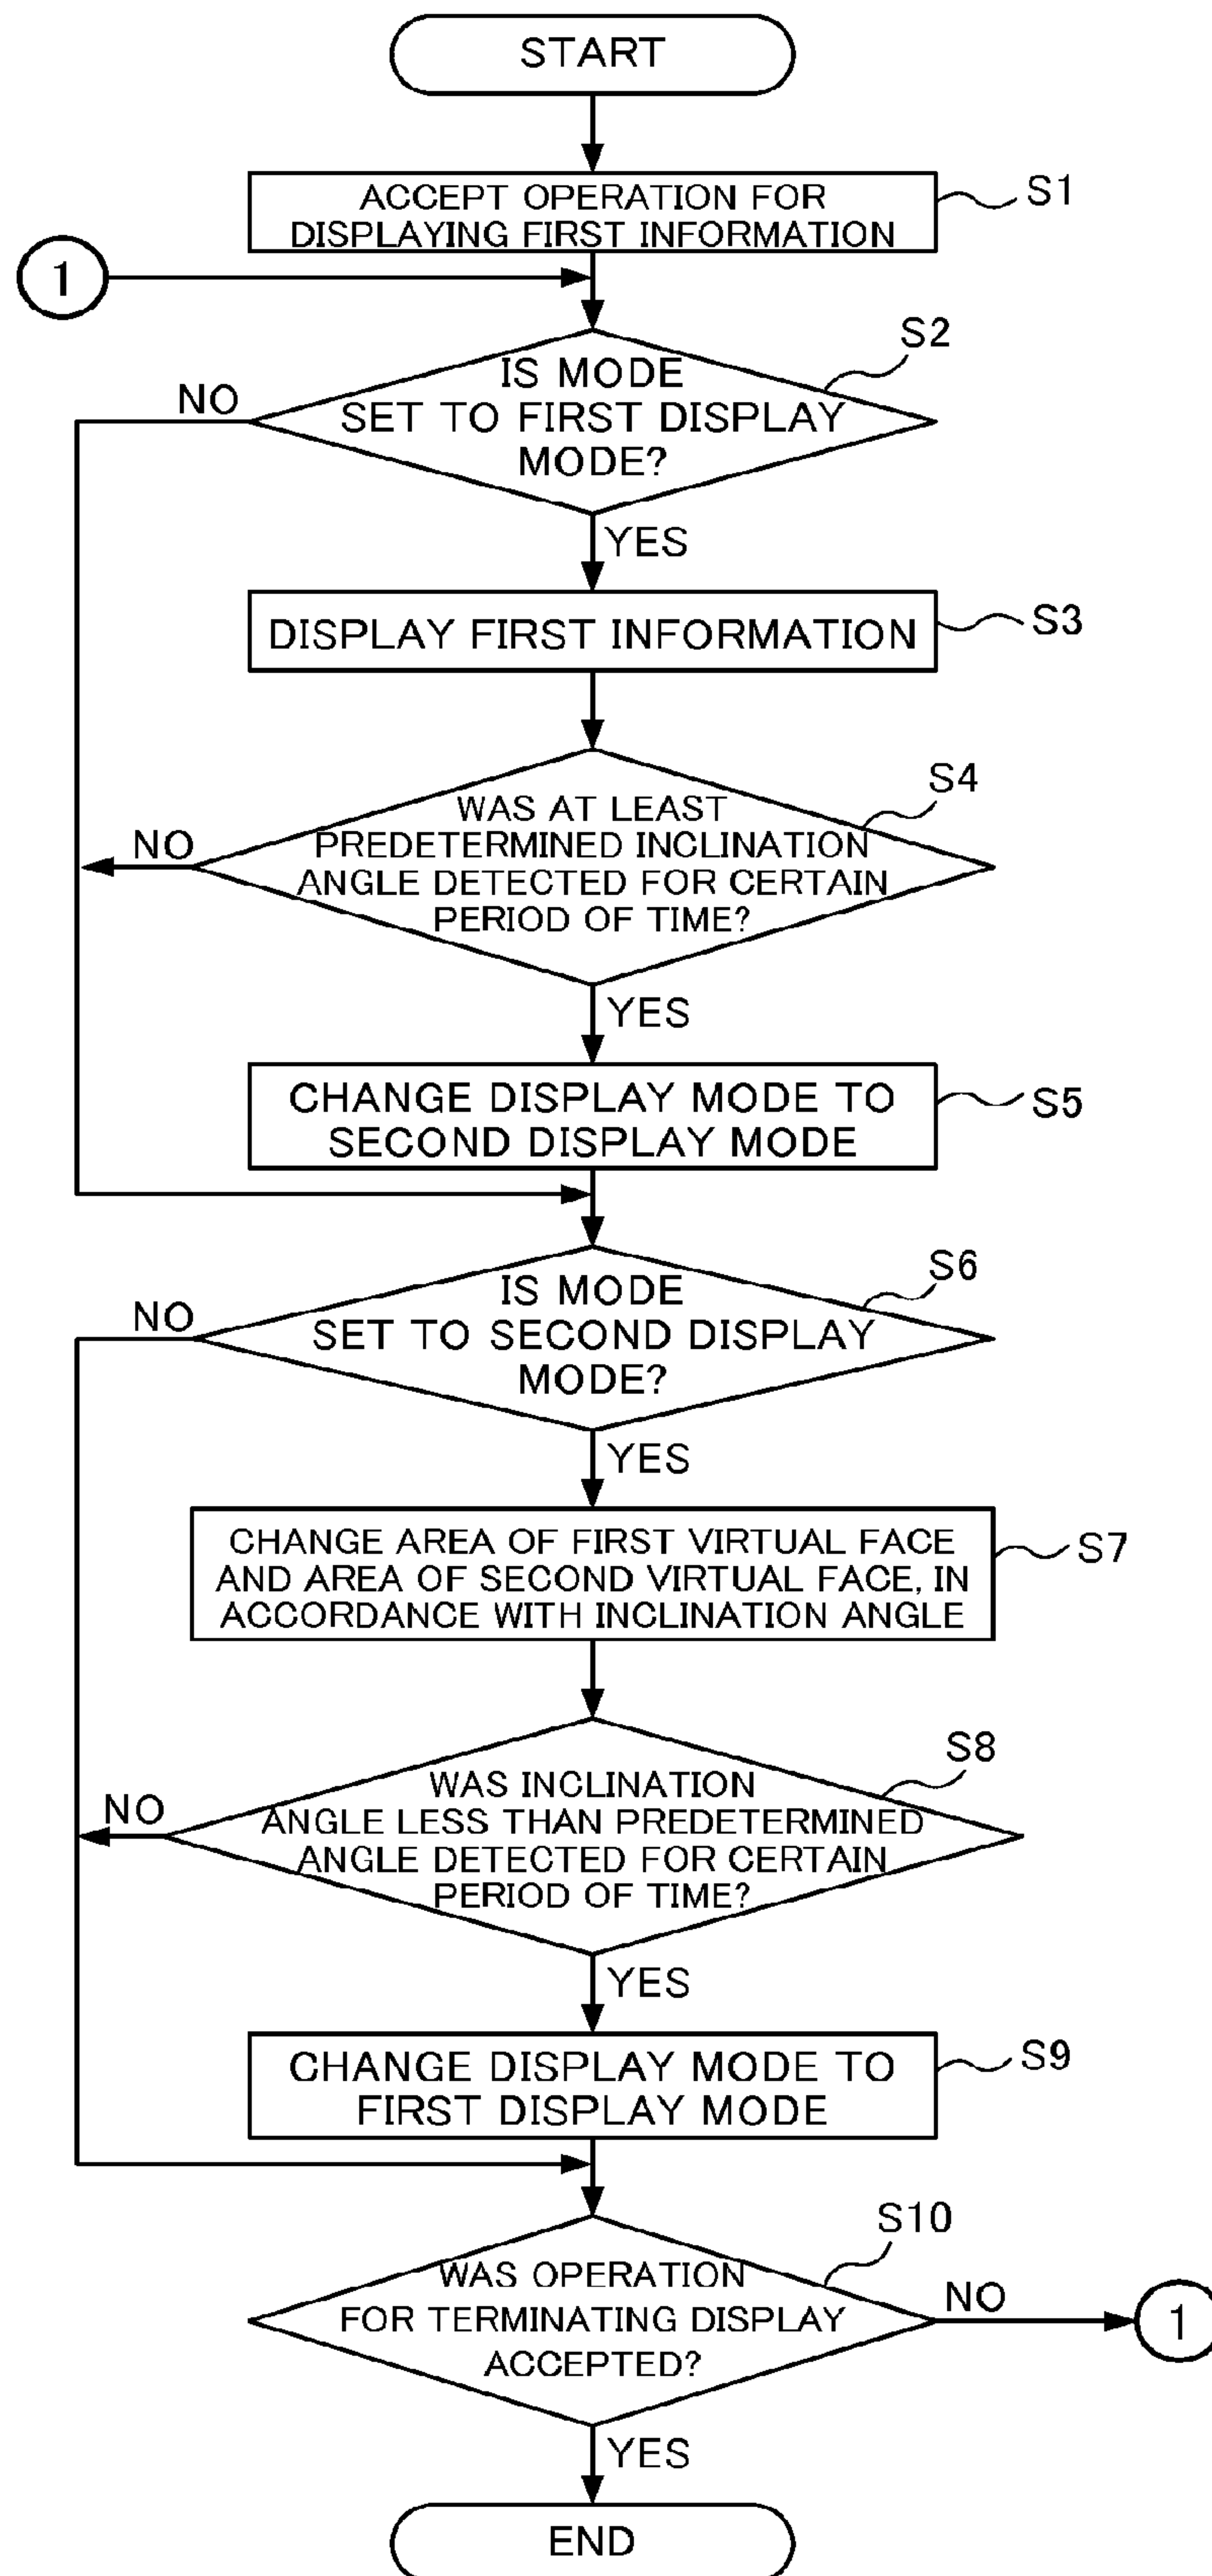 START
ACCEPT OPERATION FOR
DISPLAYING FIRST INFORMATION
S1
1
S2
IS MODE
SET TO FIRST DISPLAY
MODE?
NO
YES
DISPLAY FIRST INFORMATION
S3
S4
WAS AT LEAST
PREDETERMINED INCLINATION
ANGLE DETECTED FOR CERTAIN
PERIOD OF TIME?
NO
YES
CHANGE DISPLAY MODE TO
SECOND DISPLAY MODE
S5
S6
IS MODE
SET TO SECOND DISPLAY
MODE?
NO
YES
CHANGE AREA OF FIRST VIRTUAL FACE
AND AREA OF SECOND VIRTUAL FACE, IN
ACCORDANCE WITH INCLINATION ANGLE
S7
S8
WAS INCLINATION
ANGLE LESS THAN PREDETERMINED
ANGLE DETECTED FOR CERTAIN
PERIOD OF TIME?
NO
YES
CHANGE DISPLAY MODE TO
FIRST DISPLAY MODE
S9
S10
WAS OPERATION
FOR TERMINATING DISPLAY
ACCEPTED?
NO
1
YES
END